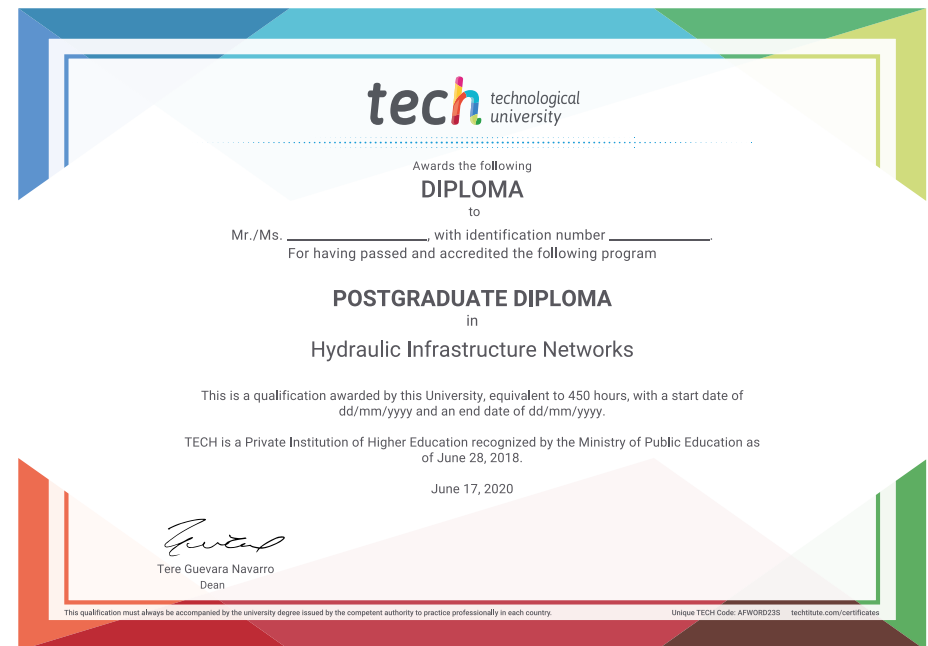 tech technological
university
Awards the following
DIPLOMA
to
Mr./Ms. ____________________, with identification number ______________.
For having passed and accredited the following program
POSTGRADUATE DIPLOMA
in
Hydraulic Infrastructure Networks
This is a qualification awarded by this University, equivalent to 450 hours, with a start date of
dd/mm/yyyy and an end date of dd/mm/yyyy.
TECH is a Private Institution of Higher Education recognized by the Ministry of Public Education as
of June 28, 2018.
June 17, 2020
Tere Guevara Navarro
Dean
This qualification must always be accompanied by the university degree issued by the competent authority to practice professionally in each country.
Unique TECH Code: AFWORD23S techtitute.com/certificates